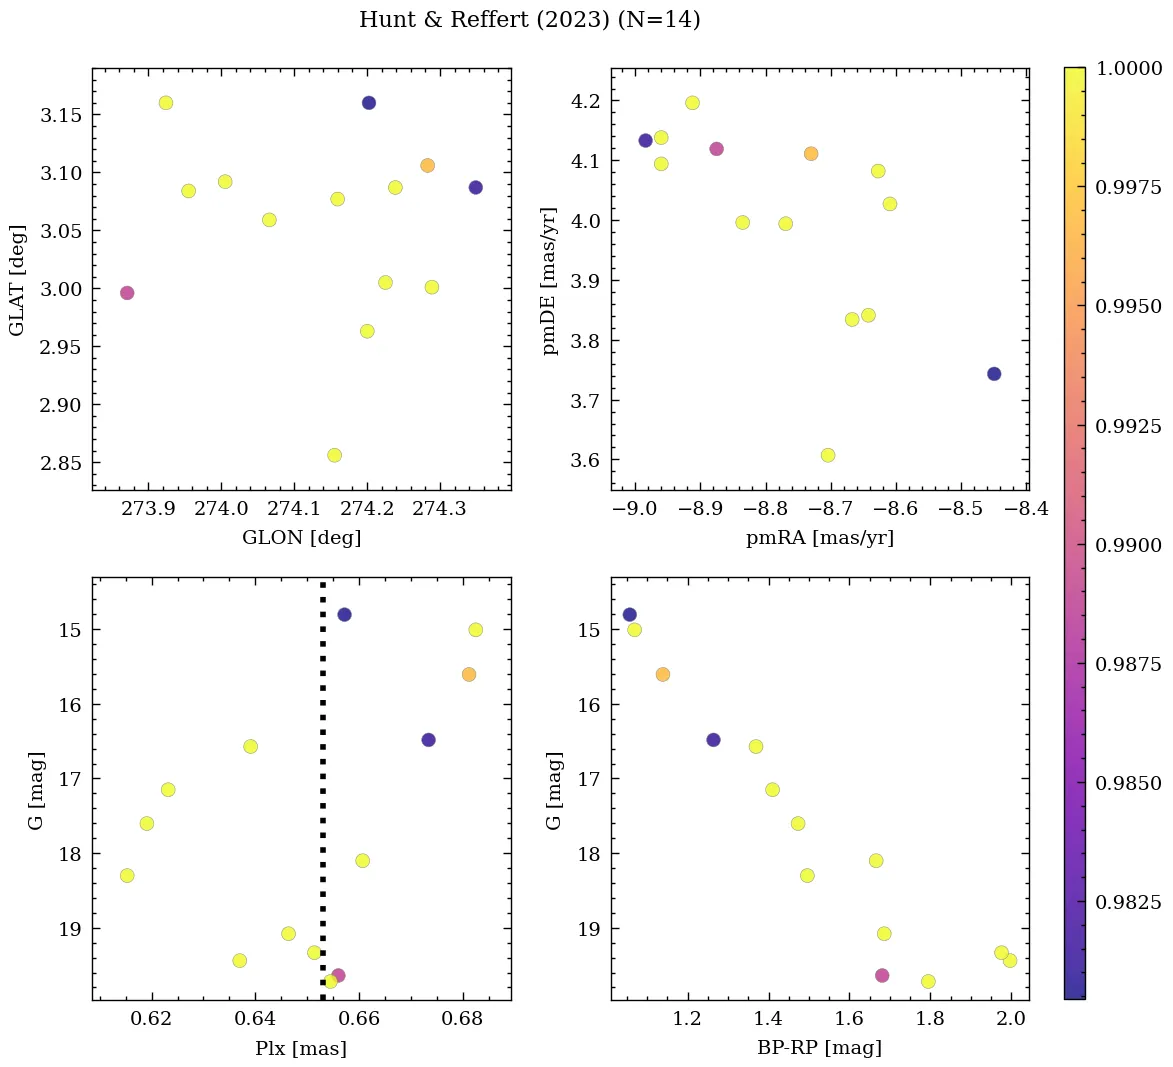 Hunt & Reffert (2023) (N=14)
3.15
3.10
3.05
3.00
2.95
2.90
2.85
GLAT [deg]
273.9 274.0 274.1 274.2 274.3
GLON [deg]
4.2
4.1
4.0
3.9
3.8
3.7
3.6
pmDE [mas/yr]
−9.0 −8.9 −8.8 −8.7 −8.6 −8.5 −8.4
pmRA [mas/yr]
15
16
17
18
19
G [mag]
0.62 0.64 0.66 0.68
Plx [mas]
15
16
17
18
19
G [mag]
1.2 1.4 1.6 1.8 2.0
BP-RP [mag]
1.0000
0.9975
0.9950
0.9925
0.9900
0.9875
0.9850
0.9825